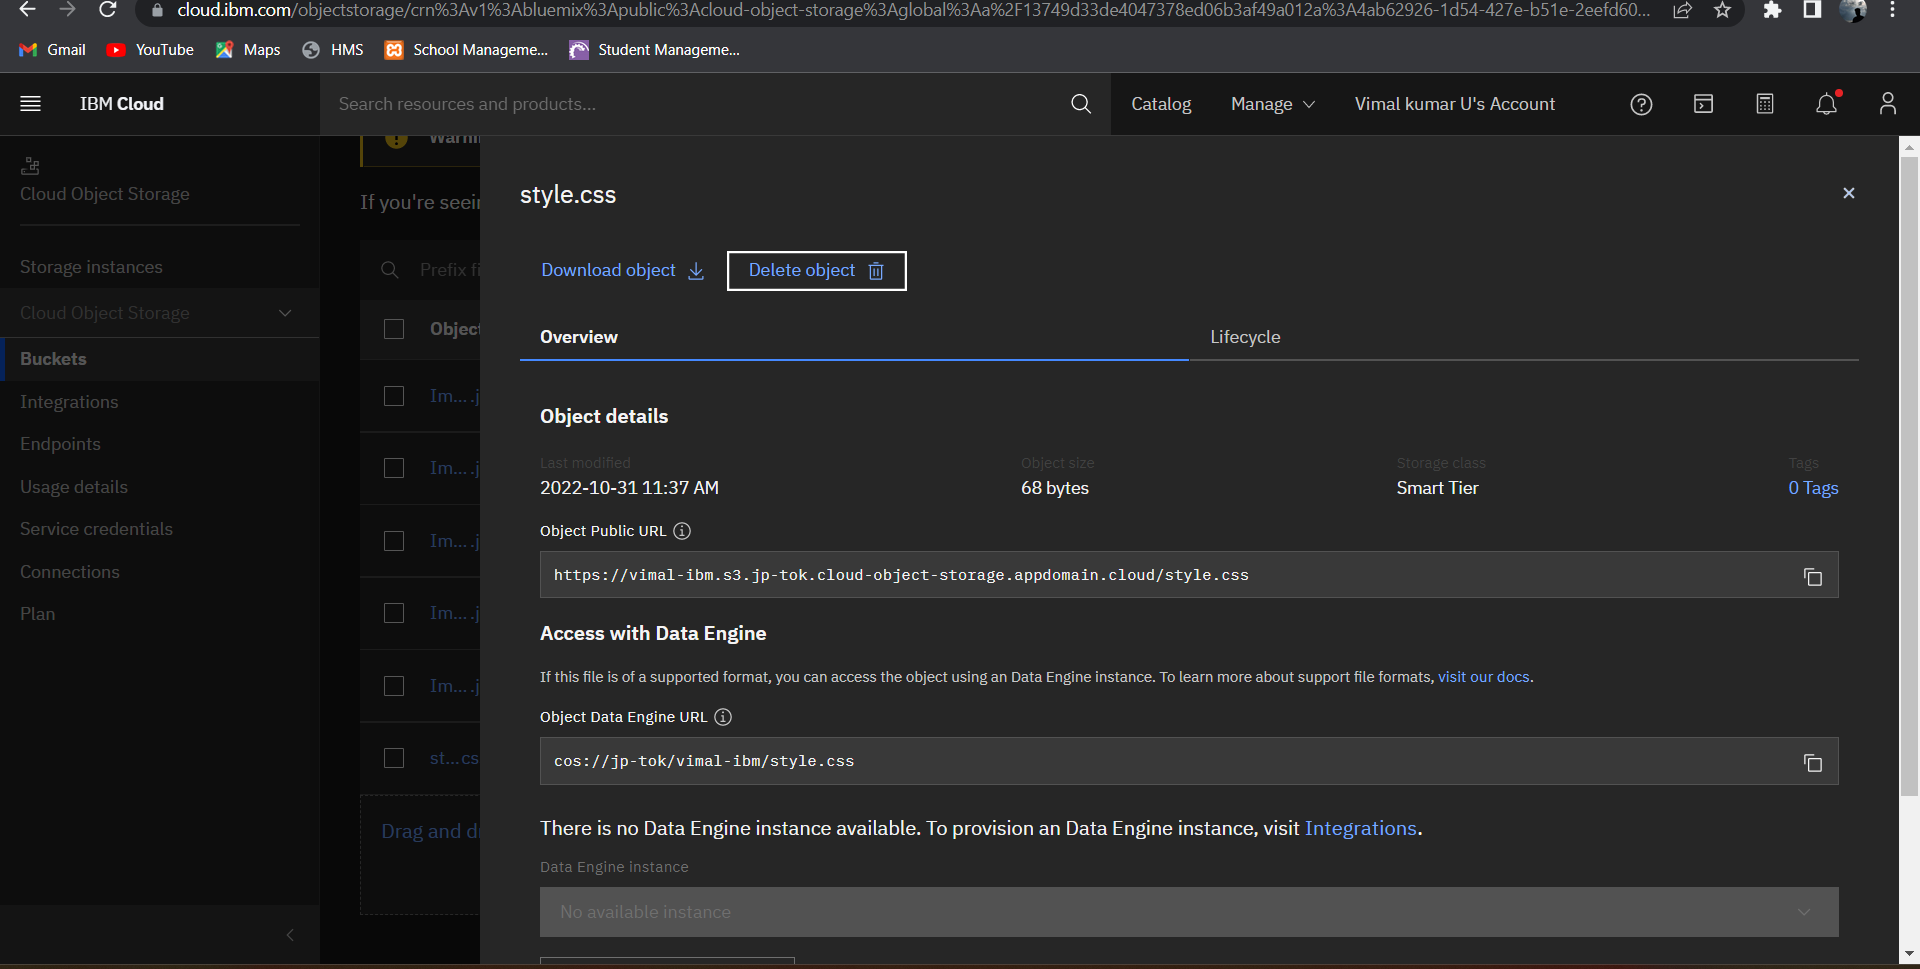 cloud.ibm.com/objectstorage/crn%3Av1%3Abluemix%3Apublic%3Acloud-object-storage%3Aglobal%3Aa%2F13749d33de4047378ed06b3af49a012a%3A4ab62926-1d54-427e-b51e-2eefd60...
Gmail YouTube Maps HMS School Manageme... Student Manageme...
IBM Cloud Search resources and products... Catalog Manage Vimal kumar U's Account
Cloud Object Storage
Storage instances
Cloud Object Storage
Buckets
Integrations
Endpoints
Usage details
Service credentials
Connections
Plan
If you're seei
Prefix fi
Object
Im....j
Im....j
Im....j
Im....j
Im....j
st...cs
Drag and d
style.css
Download object Delete object
Overview Lifecycle
Object details
Last modified Object size Storage class Tags
2022-10-31 11:37 AM 68 bytes Smart Tier 0 Tags
Object Public URL
https://vimal-ibm.s3.jp-tok.cloud-object-storage.appdomain.cloud/style.css
Access with Data Engine
If this file is of a supported format, you can access the object using an Data Engine instance. To learn more about support file formats, visit our docs.
Object Data Engine URL
cos://jp-tok/vimal-ibm/style.css
There is no Data Engine instance available. To provision an Data Engine instance, visit Integrations.
Data Engine instance
No available instance